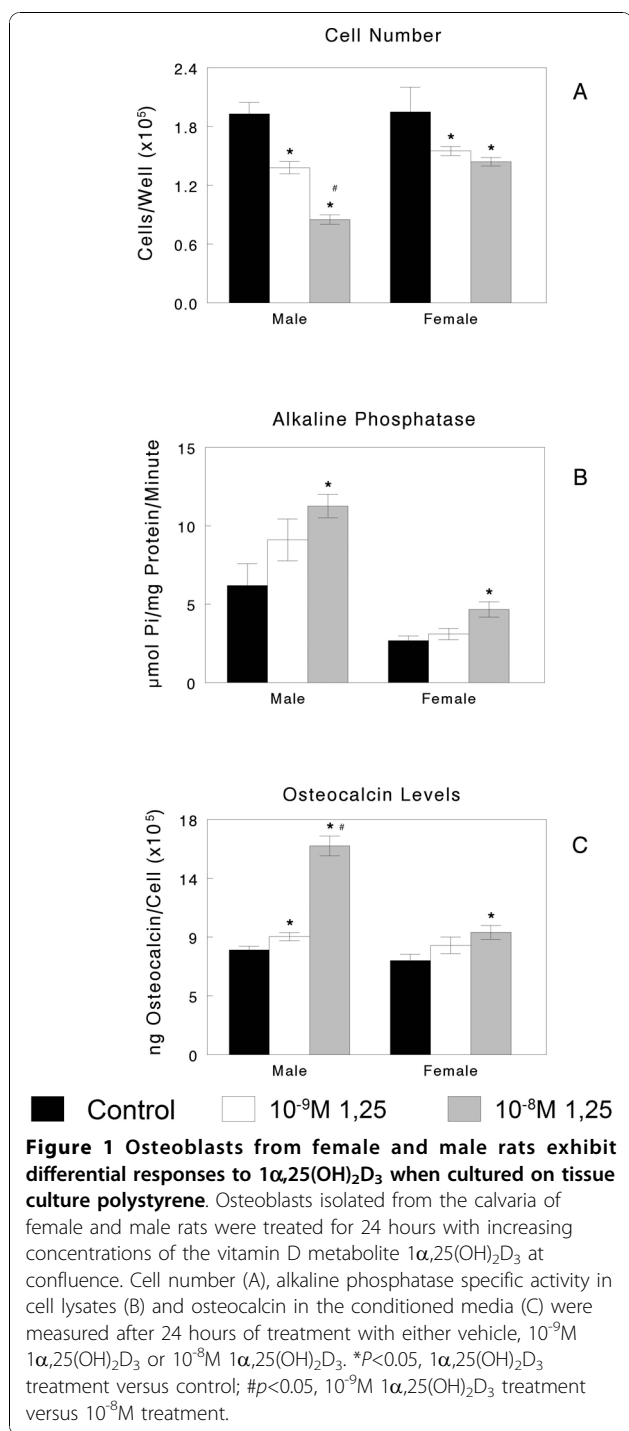 Cell Number
A
Cells/Well (x10⁵)
2.4
1.8
1.2
0.6
0.0
*
#
*
*
*
Male Female
Alkaline Phosphatase
B
µmol Pi/mg Protein/Minute
15
10
5
0
*
*
Male Female
Osteocalcin Levels
C
ng Osteocalcin/Cell (x10⁵)
18
14
9
5
0
*
* #
*
Male Female
Control 10⁻⁹M 1,25 10⁻⁸M 1,25
Figure 1 Osteoblasts from female and male rats exhibit
differential responses to 1α,25(OH)₂D₃ when cultured on tissue
culture polystyrene. Osteoblasts isolated from the calvaria of
female and male rats were treated for 24 hours with increasing
concentrations of the vitamin D metabolite 1α,25(OH)₂D₃ at
confluence. Cell number (A), alkaline phosphatase specific activity in
cell lysates (B) and osteocalcin in the conditioned media (C) were
measured after 24 hours of treatment with either vehicle, 10⁻⁹M
1α,25(OH)₂D₃ or 10⁻⁸M 1α,25(OH)₂D₃. *P<0.05, 1α,25(OH)₂D₃
treatment versus control; #p<0.05, 10⁻⁹M 1α,25(OH)₂D₃ treatment
versus 10⁻⁸M treatment.